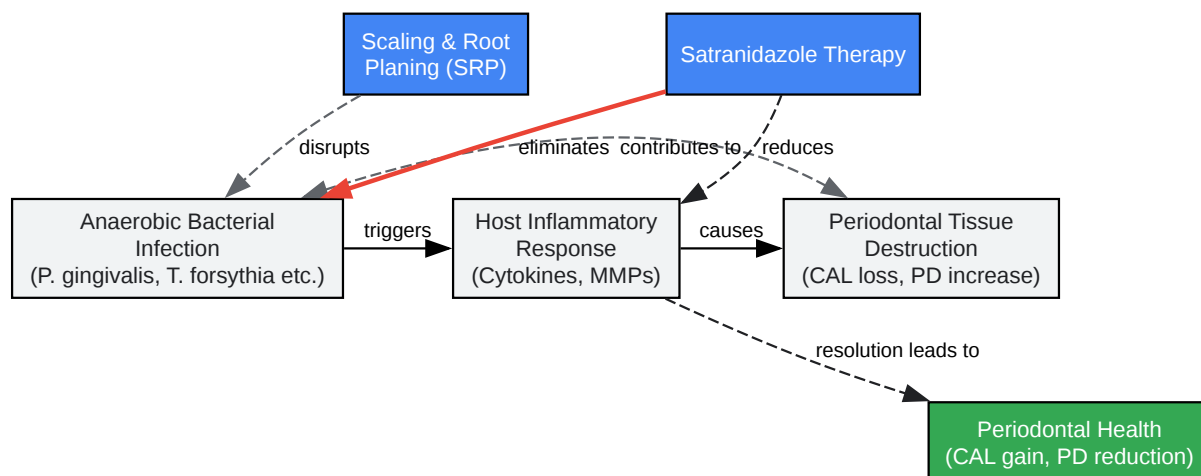 Scaling & Root
Planing (SRP)
Satranidazole Therapy
disrupts
eliminates
contributes to
reduces
Anaerobic Bacterial
Infection
(P. gingivalis, T. forsythia etc.)
triggers
Host Inflammatory
Response
(Cytokines, MMPs)
causes
Periodontal Tissue
Destruction
(CAL loss, PD increase)
resolution leads to
Periodontal Health
(CAL gain, PD reduction)